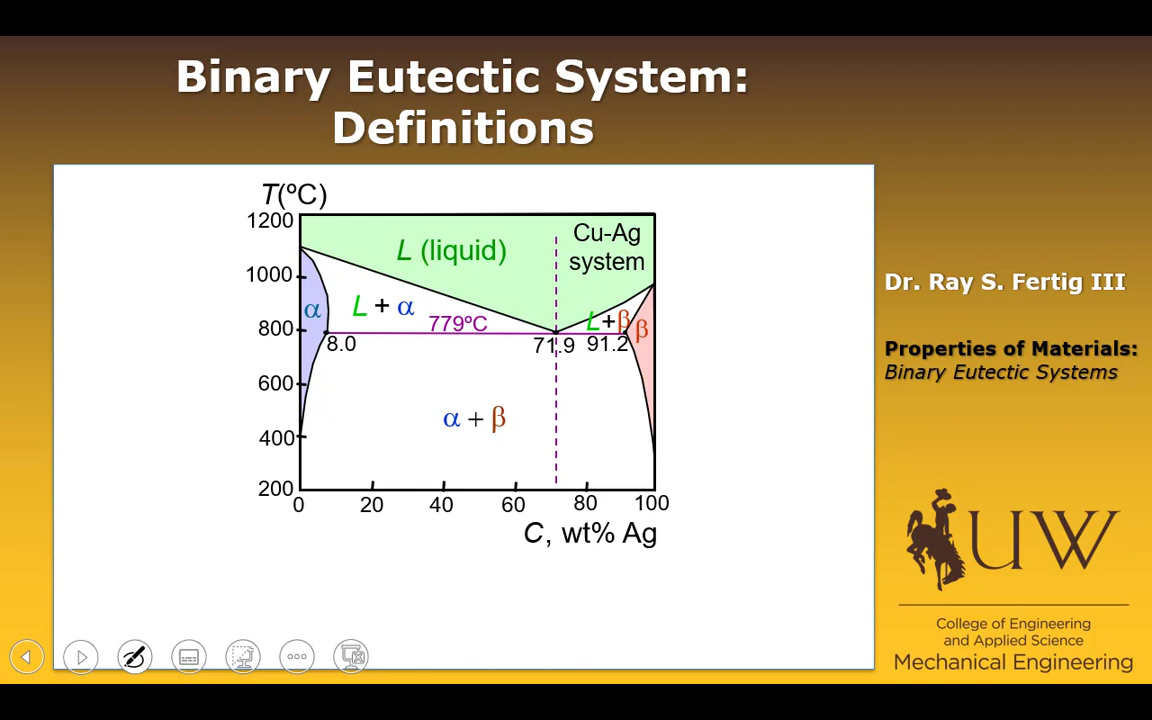 Binary Eutectic System:
Definitions
T(ºC)
1200
1000
800
600
400
200
0
20
40
60
80
100
C, wt% Ag
L (liquid)
Cu-Ag
system
α
L + α
779ºC
L+β
β
8.0
71.9
91.2
α + β
Dr. Ray S. Fertig III
Properties of Materials:
Binary Eutectic Systems
UW
College of Engineering
and Applied Science
Mechanical Engineering